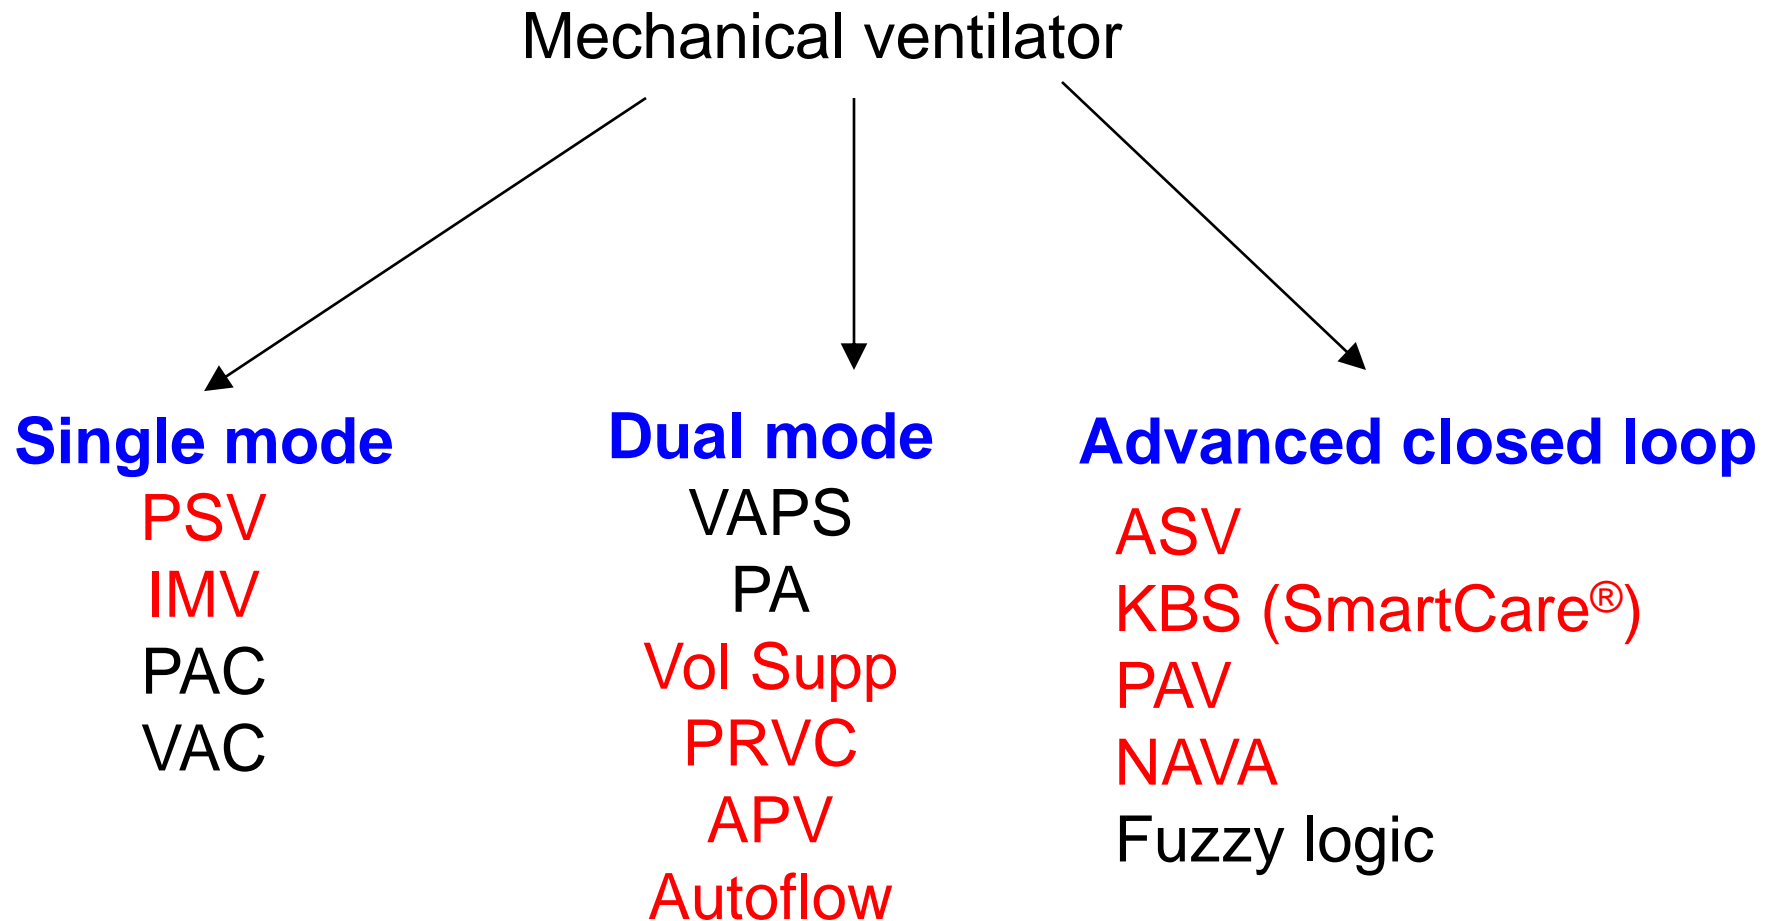 Mechanical ventilator
Single mode
PSV
IMV
PAC
VAC
Dual mode
VAPS
PA
Vol Supp
PRVC
APV
Autoflow
Advanced closed loop
ASV
KBS (SmartCare®)
PAV
NAVA
Fuzzy logic